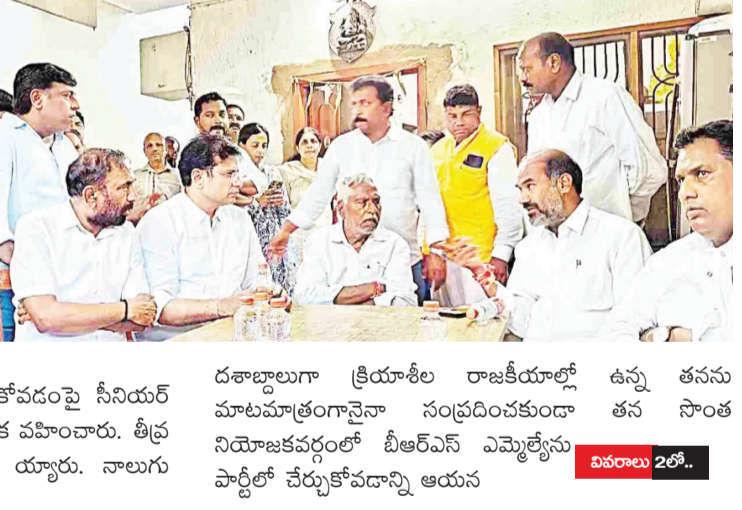 కోవడంపై సీనియర్
క వహించారు. తీవ్ర
య్యారు. నాలుగు
దశాబ్దాలుగా క్రియాశీల రాజకీయాల్లో ఉన్న తనను
మాటమాత్రంగానైనా సంప్రదించకుండా తన సొంత
నియోజకవర్గంలో బీఆర్ఎస్ ఎమ్మెల్యేను
పార్టీలో చేర్చుకోవడాన్ని ఆయన
వివరాలు 2లో..